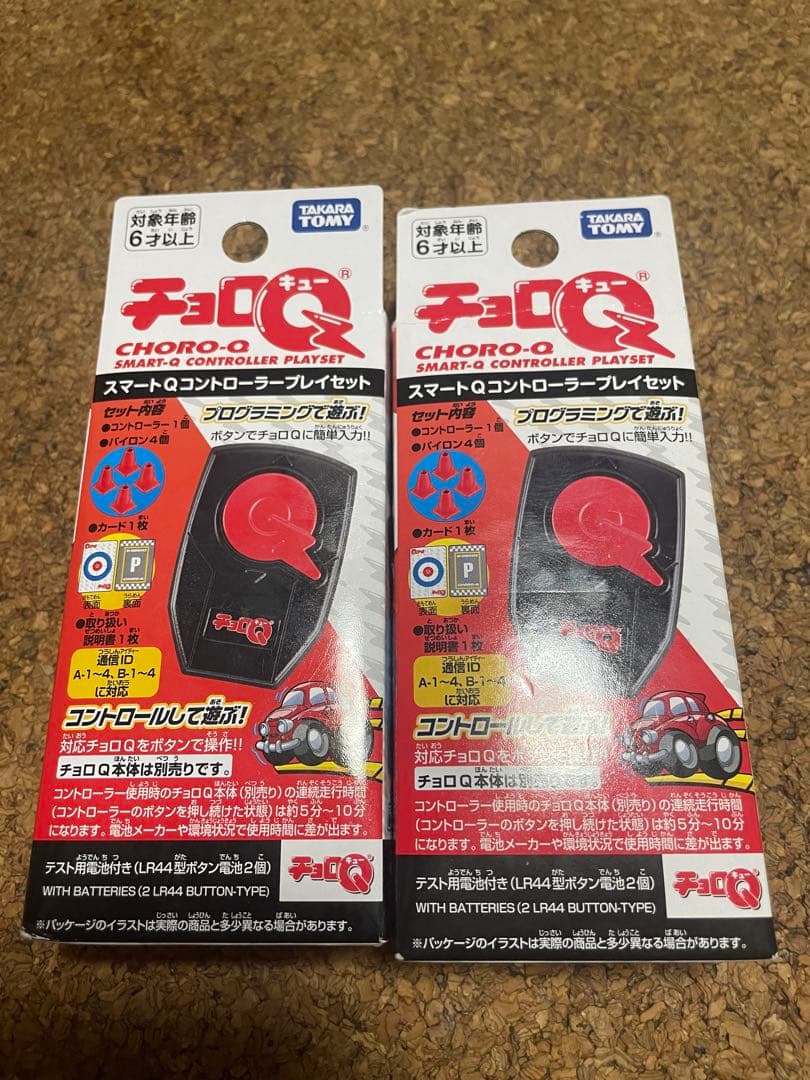 対象年齢
6才以上
TAKARA TOMY
チョロQ
キュー
CHORO-Q
SMART-Q CONTROLLER PLAYSET
スマートQコントローラープレイセット
セット内容
●コントローラー1個
●パイロン4個
●カード1枚
P
表面 裏面
●取り扱い
説明書1枚
通信ID
A-1~4、B-1~4
に対応
プログラミングで遊ぶ!
ボタンでチョロQに簡単入力!!
チョロQ
コントロールして遊ぶ!
対応チョロQをボタンで操作!!
チョロQ本体は別売りです。
コントローラー使用時のチョロQ本体(別売り)の連続走行時間
(コントローラーのボタンを押し続けた状態)は約5分~10分
になります。電池メーカーや環境状況で使用時間に差が出ます。
テスト用電池付き(LR44型ボタン電池2個)
WITH BATTERIES (2 LR44 BUTTON-TYPE)
チョロQ
キュー
※パッケージのイラストは実際の商品と多少異なる場合があります。
対象年齢
6才以上
TAKARA TOMY
チョロQ
キュー
CHORO-Q
SMART-Q CONTROLLER PLAYSET
スマートQコントローラープレイセット
セット内容
●コントローラー1個
●パイロン4個
●カード1枚
P
表面 裏面
●取り扱い
説明書1枚
通信ID
A-1~4、B-1~4
に対応
プログラミングで遊ぶ!
ボタンでチョロQに簡単入力!!
チョロQ
コントロールして遊ぶ!
対応チョロQをボタン
チョロQ本体は別売り
コントローラー使用時のチョロQ本体(別売り)の連続走行時間
(コントローラーのボタンを押し続けた状態)は約5分~10分
になります。電池メーカーや環境状況で使用時間に差が出ます。
テスト用電池付き(LR44型ボタン電池2個)
WITH BATTERIES (2 LR44 BUTTON-TYPE)
チョロQ
キュー
※パッケージのイラストは実際の商品と多少異なる場合があります。